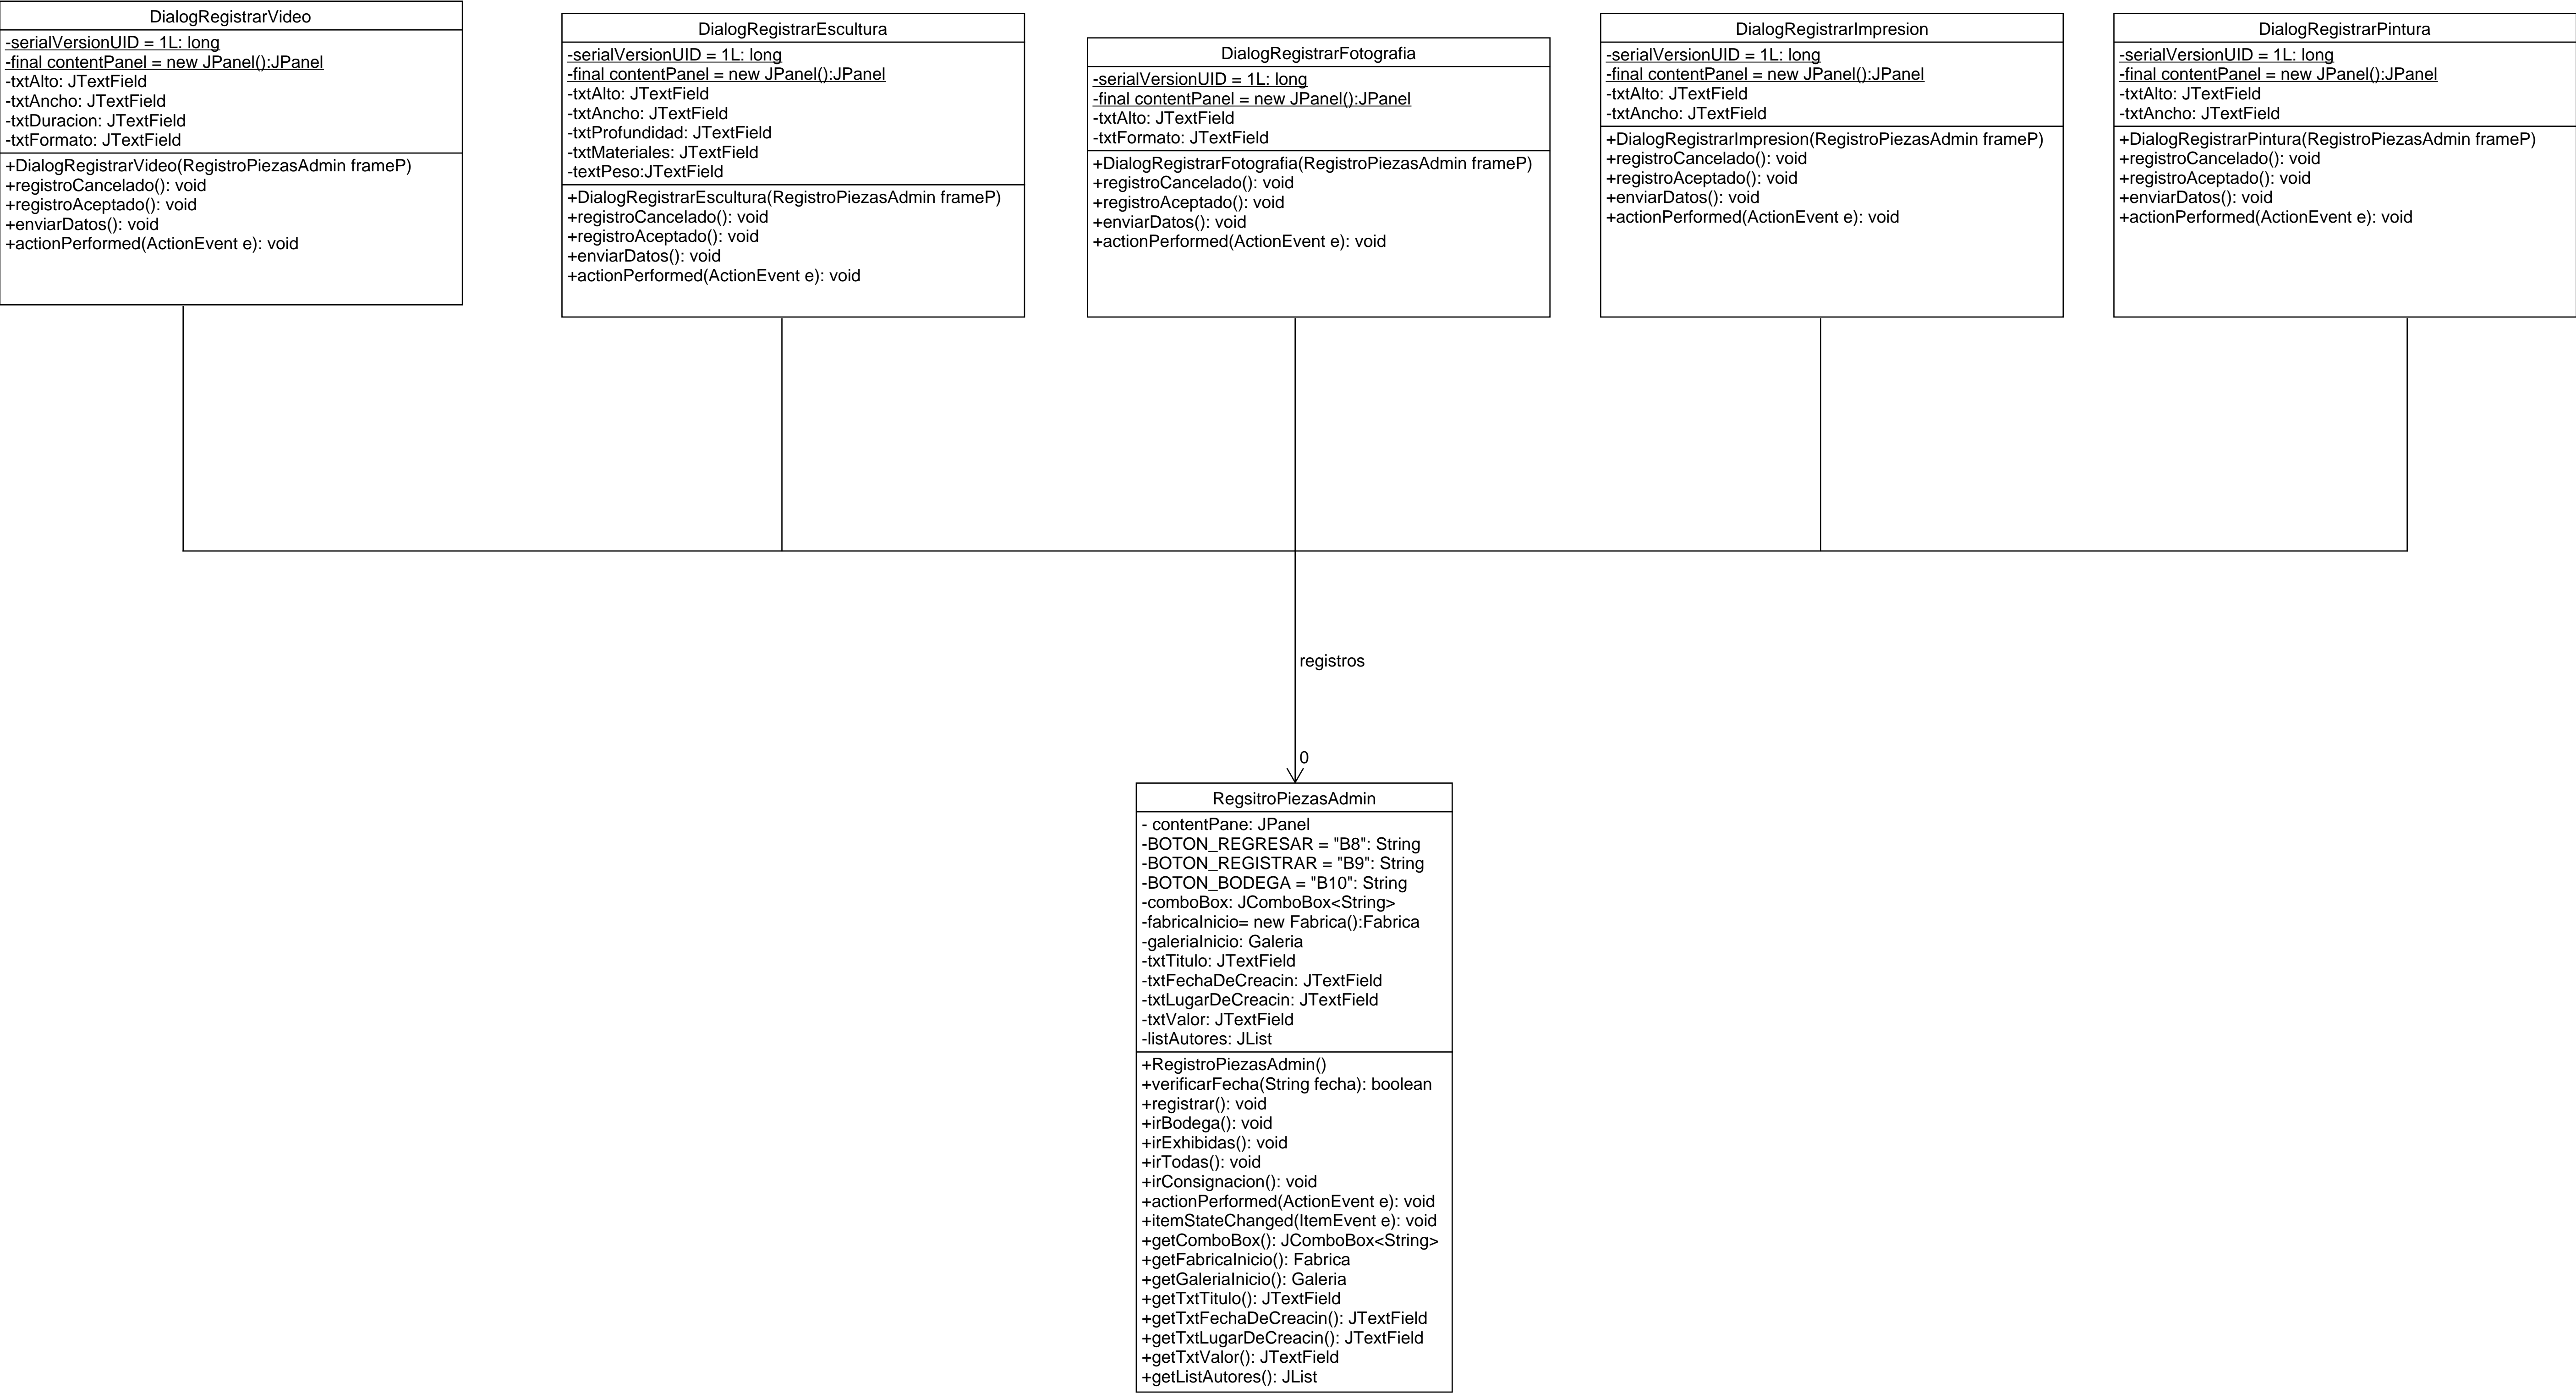 DialogRegistrarVideo
-serialVersionUID = 1L: long
-final contentPanel = new JPanel():JPanel
-txtAlto: JTextField
-txtAncho: JTextField
-txtDuracion: JTextField
-txtFormato: JTextField
+DialogRegistrarVideo(RegistroPiezasAdmin frameP)
+registroCancelado(): void
+registroAceptado(): void
+enviarDatos(): void
+actionPerformed(ActionEvent e): void
DialogRegistrarEscultura
-serialVersionUID = 1L: long
-final contentPanel = new JPanel():JPanel
-txtAlto: JTextField
-txtAncho: JTextField
-txtProfundidad: JTextField
-txtMateriales: JTextField
-textPeso:JTextField
+DialogRegistrarEscultura(RegistroPiezasAdmin frameP)
+registroCancelado(): void
+registroAceptado(): void
+enviarDatos(): void
+actionPerformed(ActionEvent e): void
DialogRegistrarFotografia
-serialVersionUID = 1L: long
-final contentPanel = new JPanel():JPanel
-txtAlto: JTextField
-txtFormato: JTextField
+DialogRegistrarFotografia(RegistroPiezasAdmin frameP)
+registroCancelado(): void
+registroAceptado(): void
+enviarDatos(): void
+actionPerformed(ActionEvent e): void
DialogRegistrarImpresion
-serialVersionUID = 1L: long
-final contentPanel = new JPanel():JPanel
-txtAlto: JTextField
-txtAncho: JTextField
+DialogRegistrarImpresion(RegistroPiezasAdmin frameP)
+registroCancelado(): void
+registroAceptado(): void
+enviarDatos(): void
+actionPerformed(ActionEvent e): void
DialogRegistrarPintura
-serialVersionUID = 1L: long
-final contentPanel = new JPanel():JPanel
-txtAlto: JTextField
-txtAncho: JTextField
+DialogRegistrarPintura(RegistroPiezasAdmin frameP)
+registroCancelado(): void
+registroAceptado(): void
+enviarDatos(): void
+actionPerformed(ActionEvent e): void
registros
0
RegsitroPiezasAdmin
- contentPane: JPanel
-BOTON_REGRESAR = "B8": String
-BOTON_REGISTRAR = "B9": String
-BOTON_BODEGA = "B10": String
-comboBox: JComboBox<String>
-fabricaInicio= new Fabrica():Fabrica
-galeriaInicio: Galeria
-txtTitulo: JTextField
-txtFechaDeCreacin: JTextField
-txtLugarDeCreacin: JTextField
-txtValor: JTextField
-listAutores: JList
+RegistroPiezasAdmin()
+verificarFecha(String fecha): boolean
+registrar(): void
+irBodega(): void
+irExhibidas(): void
+irTodas(): void
+irConsignacion(): void
+actionPerformed(ActionEvent e): void
+itemStateChanged(ItemEvent e): void
+getComboBox(): JComboBox<String>
+getFabricaInicio(): Fabrica
+getGaleriaInicio(): Galeria
+getTxtTitulo(): JTextField
+getTxtFechaDeCreacin(): JTextField
+getTxtLugarDeCreacin(): JTextField
+getTxtValor(): JTextField
+getListAutores(): JList